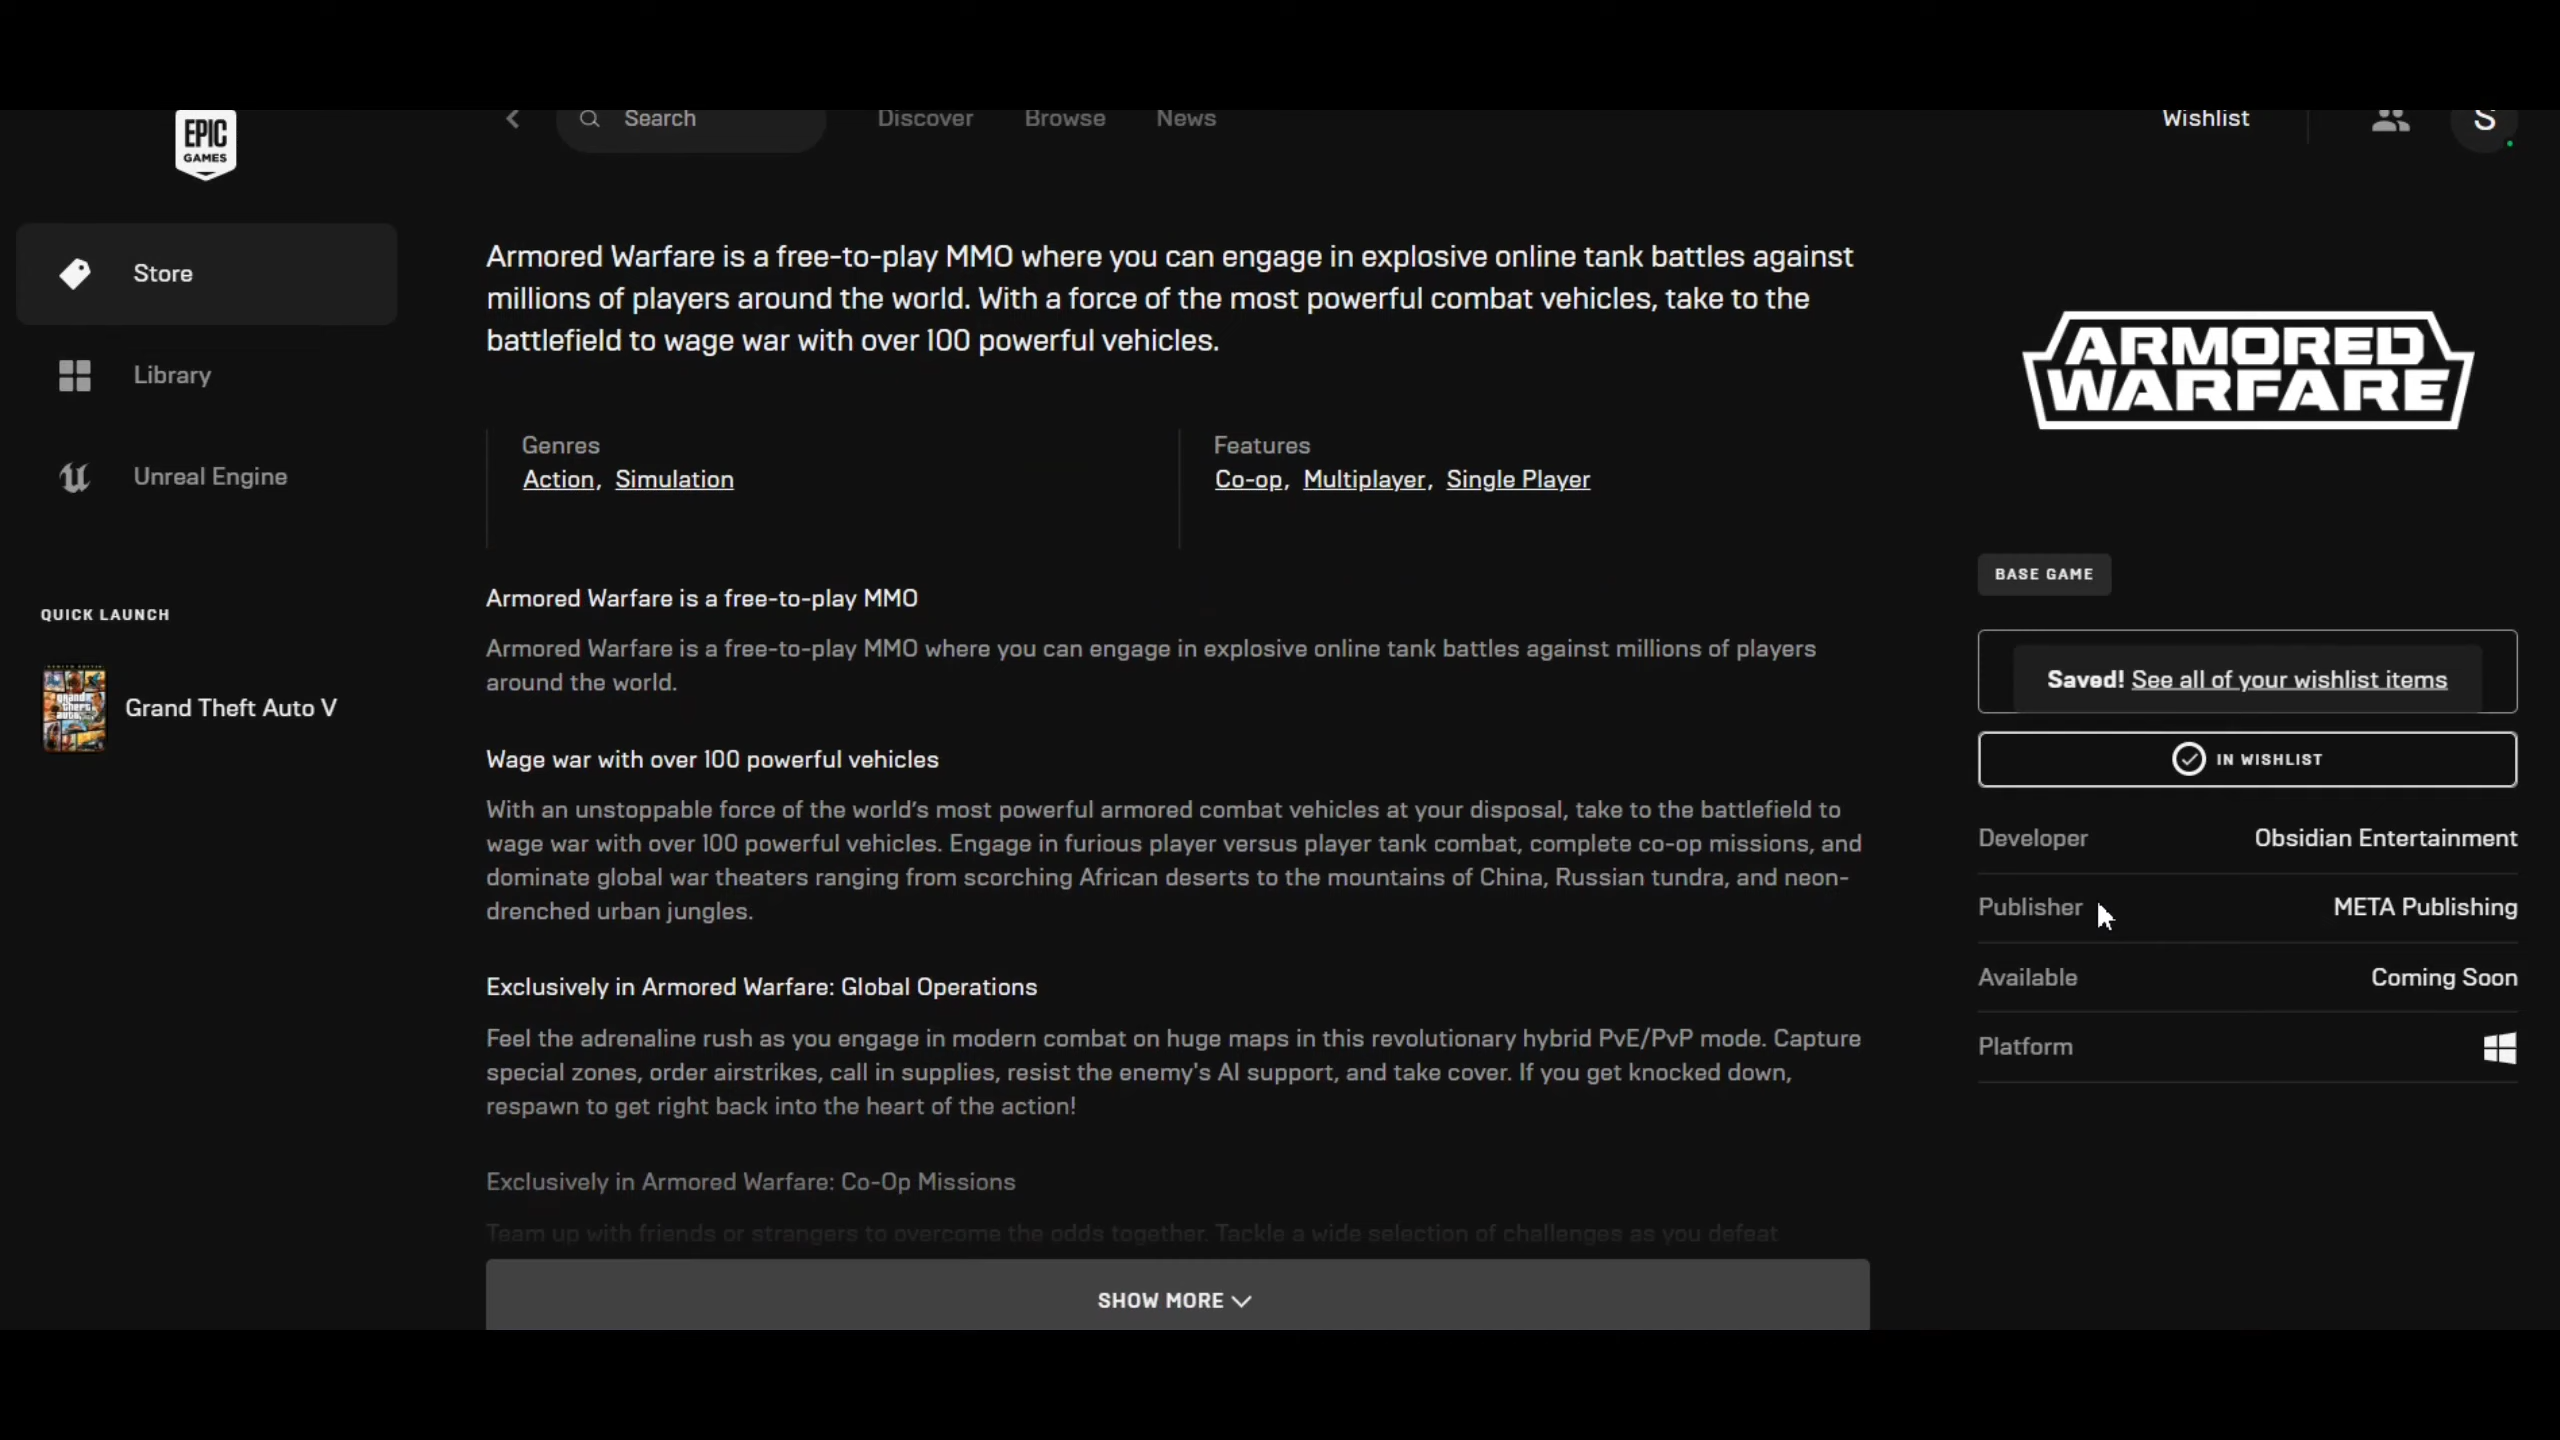 EPIC
GAMES
Search
Discover
Browse
News
Wishlist
S
Store
Library
Unreal Engine
QUICK LAUNCH
Grand Theft Auto V
Armored Warfare is a free-to-play MMO where you can engage in explosive online tank battles against
millions of players around the world. With a force of the most powerful combat vehicles, take to the
battlefield to wage war with over 100 powerful vehicles.
Genres
Action, Simulation
Features
Co-op, Multiplayer, Single Player
Armored Warfare is a free-to-play MMO
Armored Warfare is a free-to-play MMO where you can engage in explosive online tank battles against millions of players
around the world.
Wage war with over 100 powerful vehicles
With an unstoppable force of the world's most powerful armored combat vehicles at your disposal, take to the battlefield to
wage war with over 100 powerful vehicles. Engage in furious player versus player tank combat, complete co-op missions, and
dominate global war theaters ranging from scorching African deserts to the mountains of China, Russian tundra, and neon-
drenched urban jungles.
Exclusively in Armored Warfare: Global Operations
Feel the adrenaline rush as you engage in modern combat on huge maps in this revolutionary hybrid PvE/PvP mode. Capture
special zones, order airstrikes, call in supplies, resist the enemy's AI support, and take cover. If you get knocked down,
respawn to get right back into the heart of the action!
Exclusively in Armored Warfare: Co-Op Missions
Team up with friends or strangers to overcome the odds together. Tackle a wide selection of challenges as you defeat
SHOW MORE
ARMORED
WARFARE
BASE GAME
Saved! See all of your wishlist items
IN WISHLIST
Developer
Obsidian Entertainment
Publisher
META Publishing
Available
Coming Soon
Platform